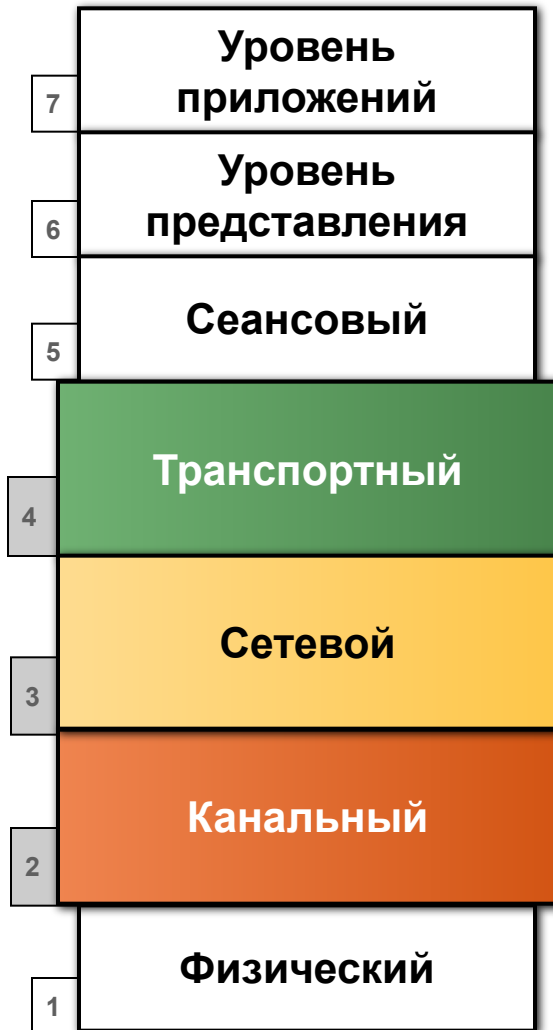 Уровень
приложений
7
Уровень
представления
6
Сеансовый
5
Транспортный
4
Сетевой
3
Канальный
2
Физический
1